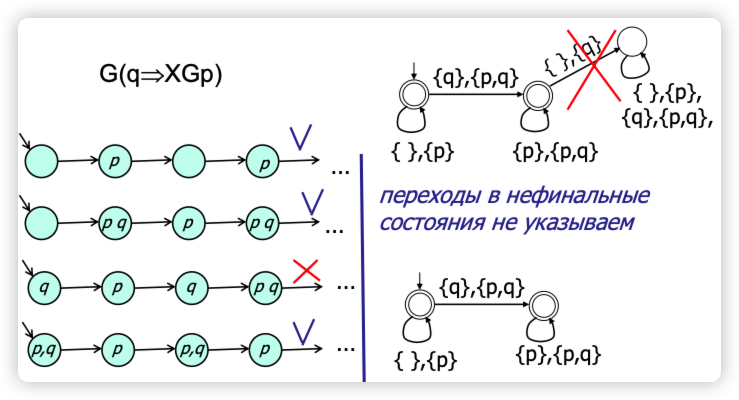 G(q⇒XGp)
p
p
...
p q
p
p q
...
q
p
q
p q
...
p,q
p
p,q
p
...
{q},{p,q}
{ },{q}
{ },{p}
{p},{p,q}
{ },{p},
{q},{p,q},
переходы в нефинальные
состояния не указываем
{q},{p,q}
{ },{p}
{p},{p,q}